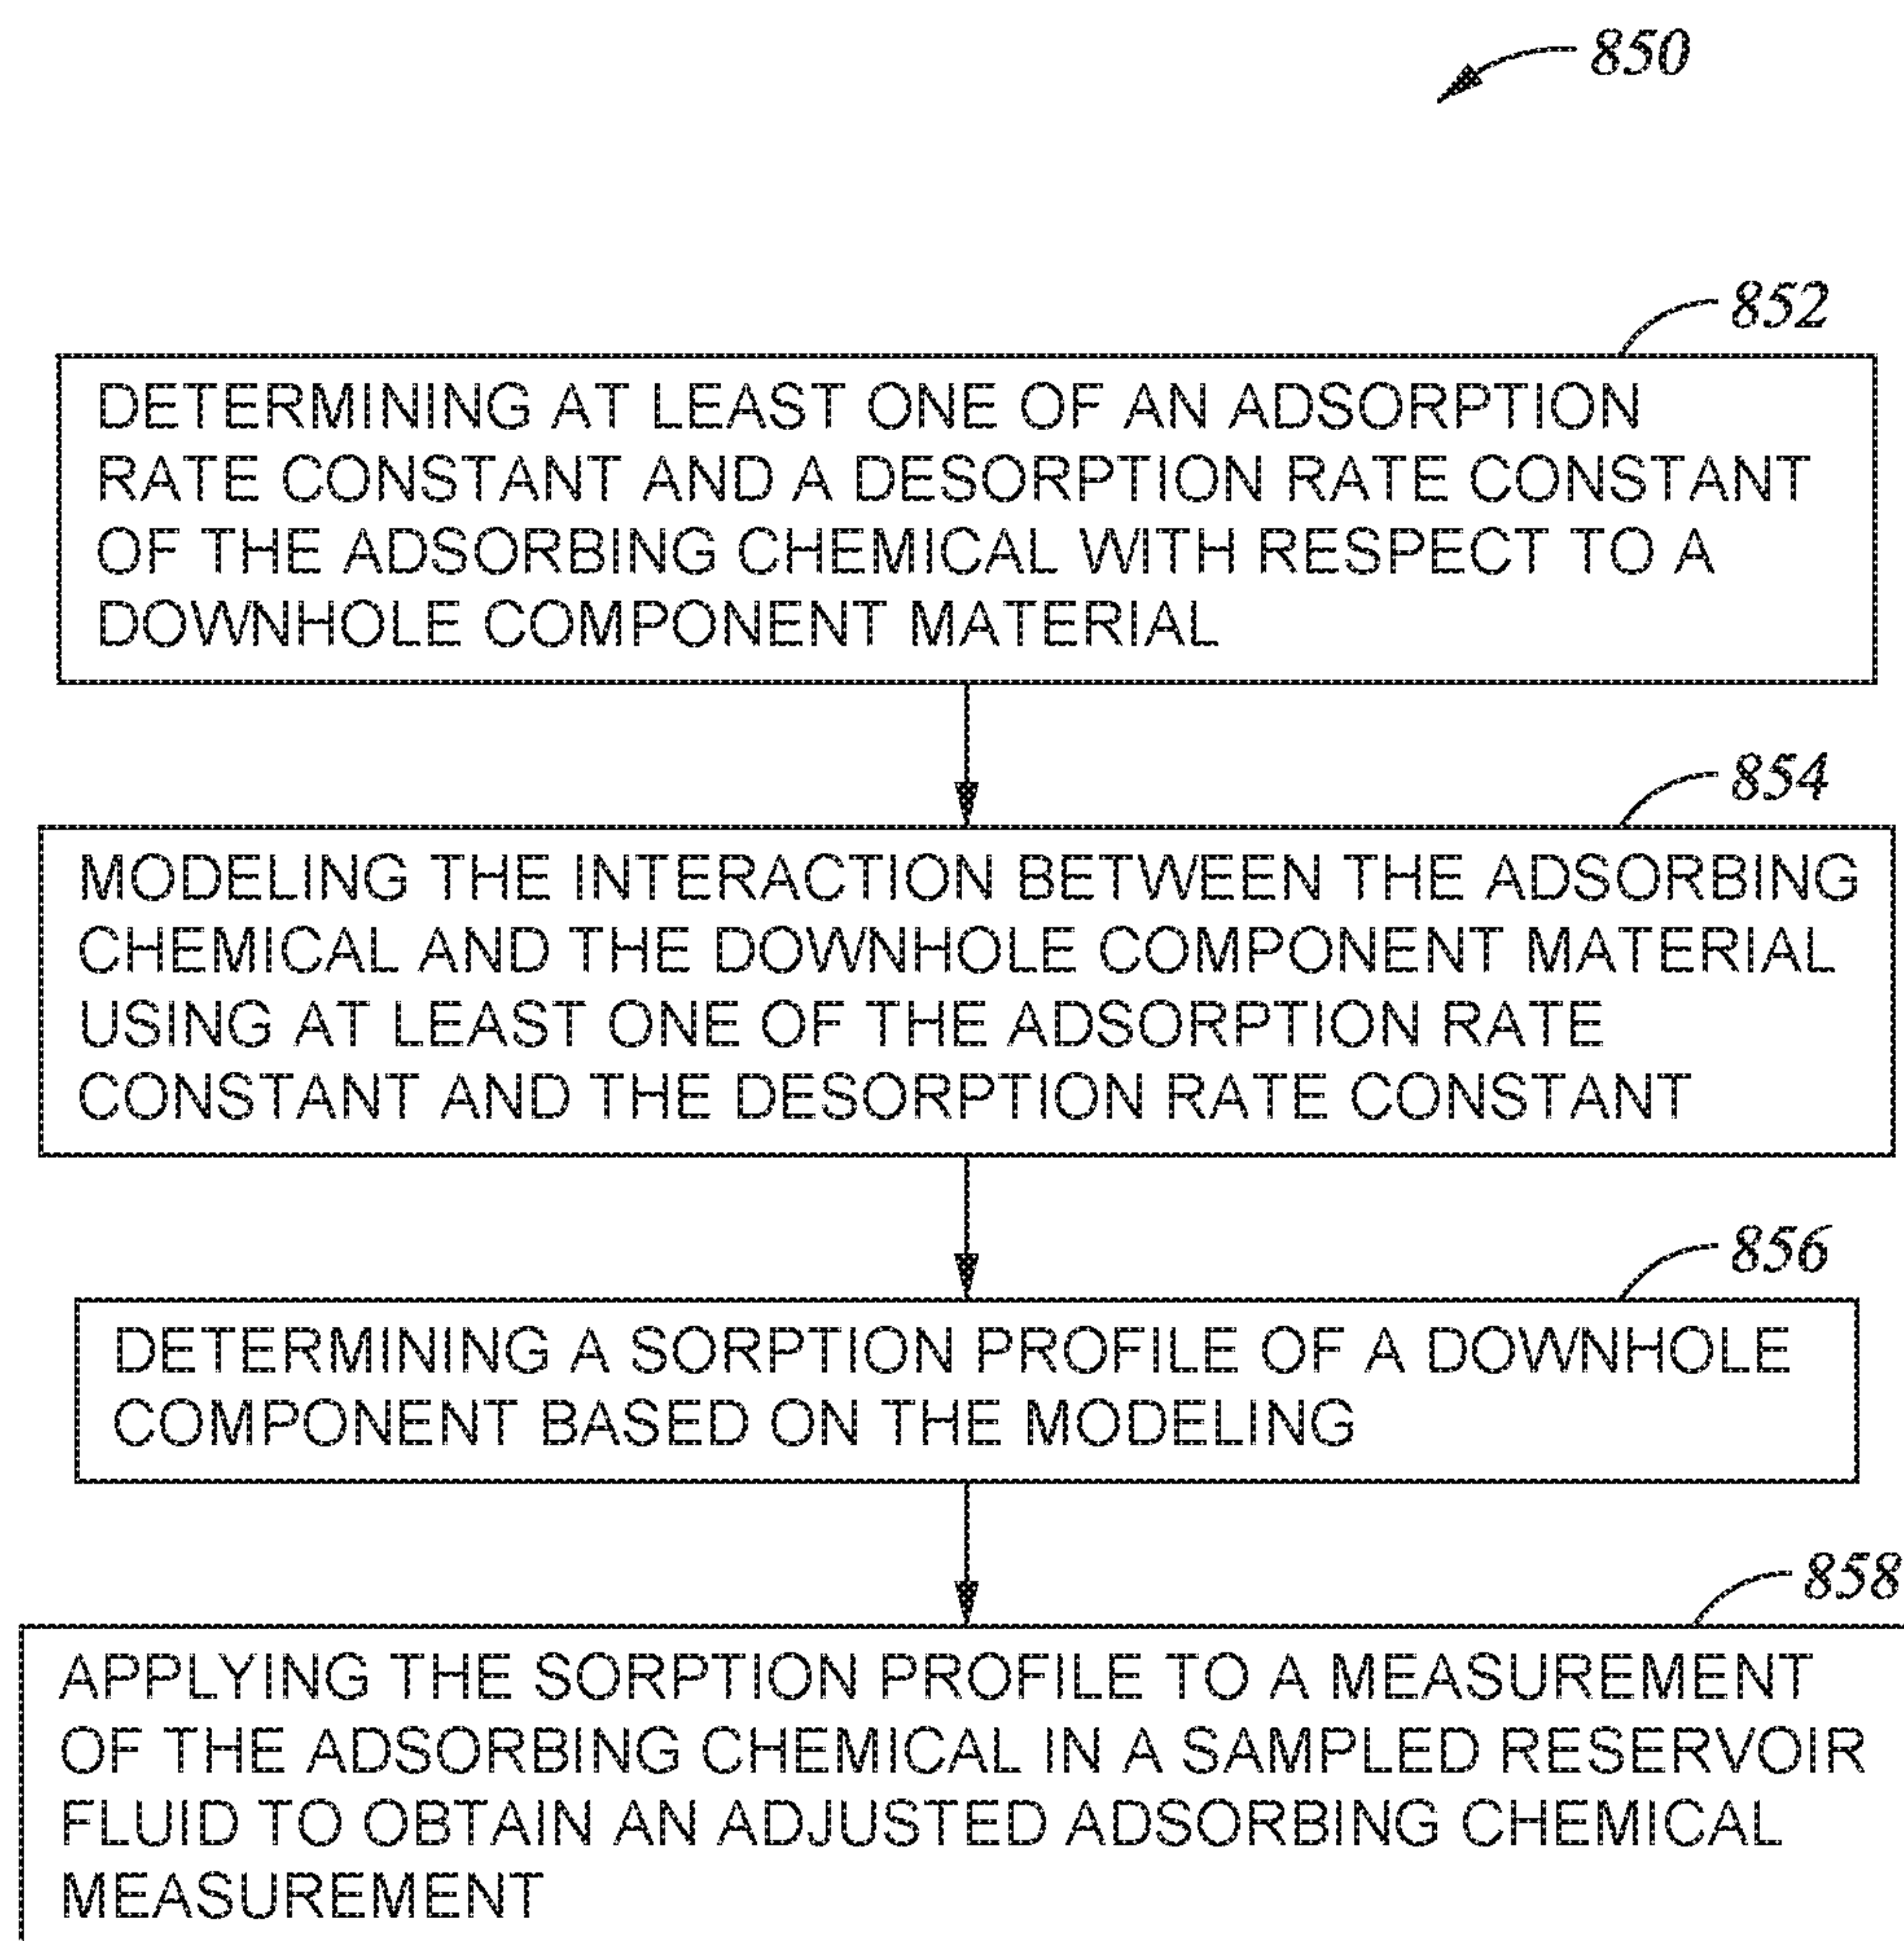 850
852
DETERMINING AT LEAST ONE OF AN ADSORPTION
RATE CONSTANT AND A DESORPTION RATE CONSTANT
OF THE ADSORBING CHEMICAL WITH RESPECT TO A
DOWNHOLE COMPONENT MATERIAL
854
MODELING THE INTERACTION BETWEEN THE ADSORBING
CHEMICAL AND THE DOWNHOLE COMPONENT MATERIAL
USING AT LEAST ONE OF THE ADSORPTION RATE
CONSTANT AND THE DESORPTION RATE CONSTANT
856
DETERMINING A SORPTION PROFILE OF A DOWNHOLE
COMPONENT BASED ON THE MODELING
858
APPLYING THE SORPTION PROFILE TO A MEASUREMENT
OF THE ADSORBING CHEMICAL IN A SAMPLED RESERVOIR
FLUID TO OBTAIN AN ADJUSTED ADSORBING CHEMICAL
MEASUREMENT